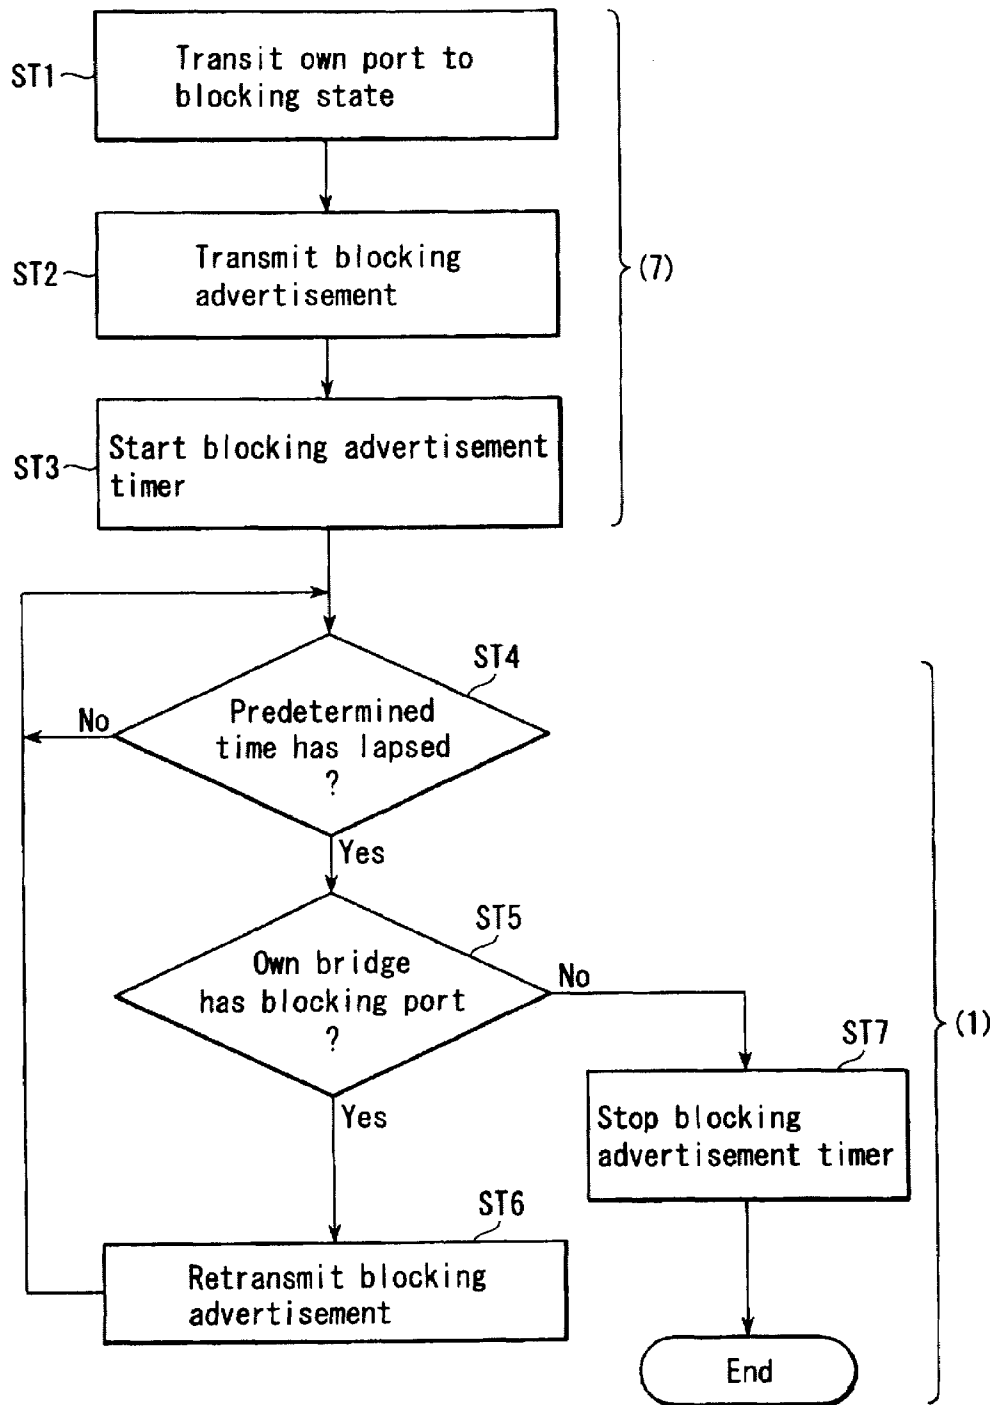 ST1
Transit own port to
blocking state
ST2
Transmit blocking
advertisement
(7)
ST3
Start blocking advertisement
timer
ST4
No
Predetermined
time has lapsed
?
Yes
ST5
Own bridge
has blocking port
?
No
(1)
ST7
Yes
Stop blocking
advertisement timer
ST6
Retransmit blocking
advertisement
End